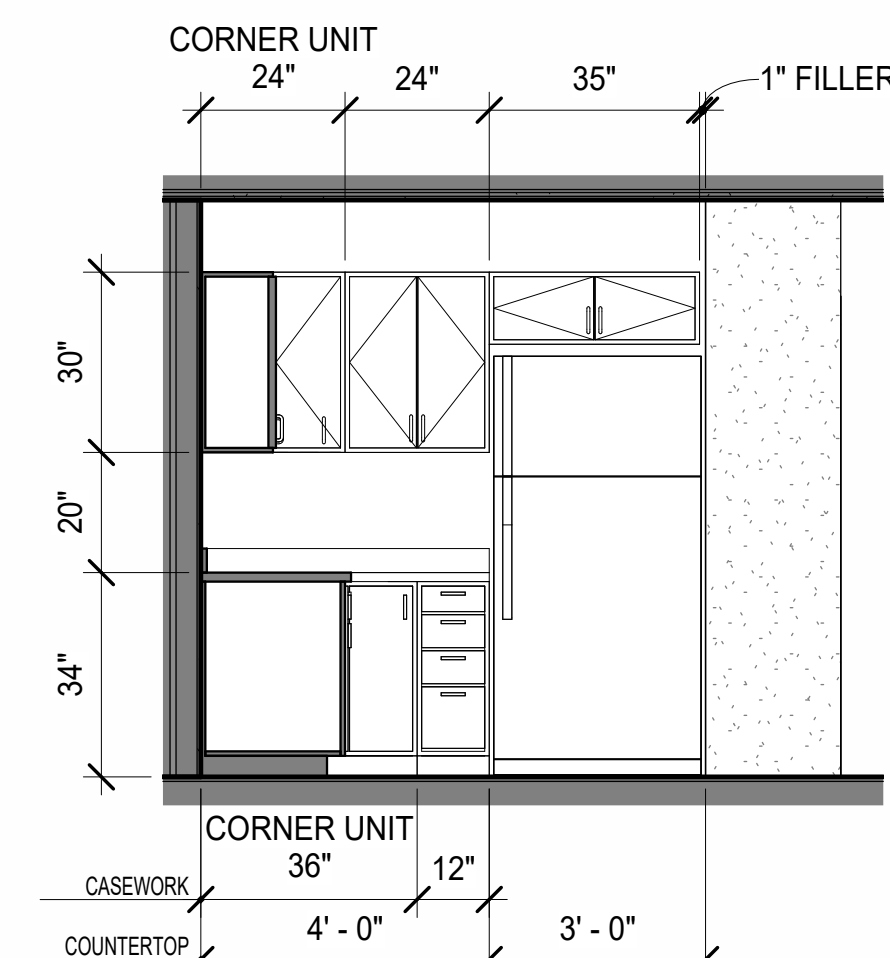 CORNER UNIT
24"
24"
35"
1" FILLER
30"
20"
34"
CORNER UNIT
36"
12"
CASEWORK
4' - 0"
3' - 0"
COUNTERTOP